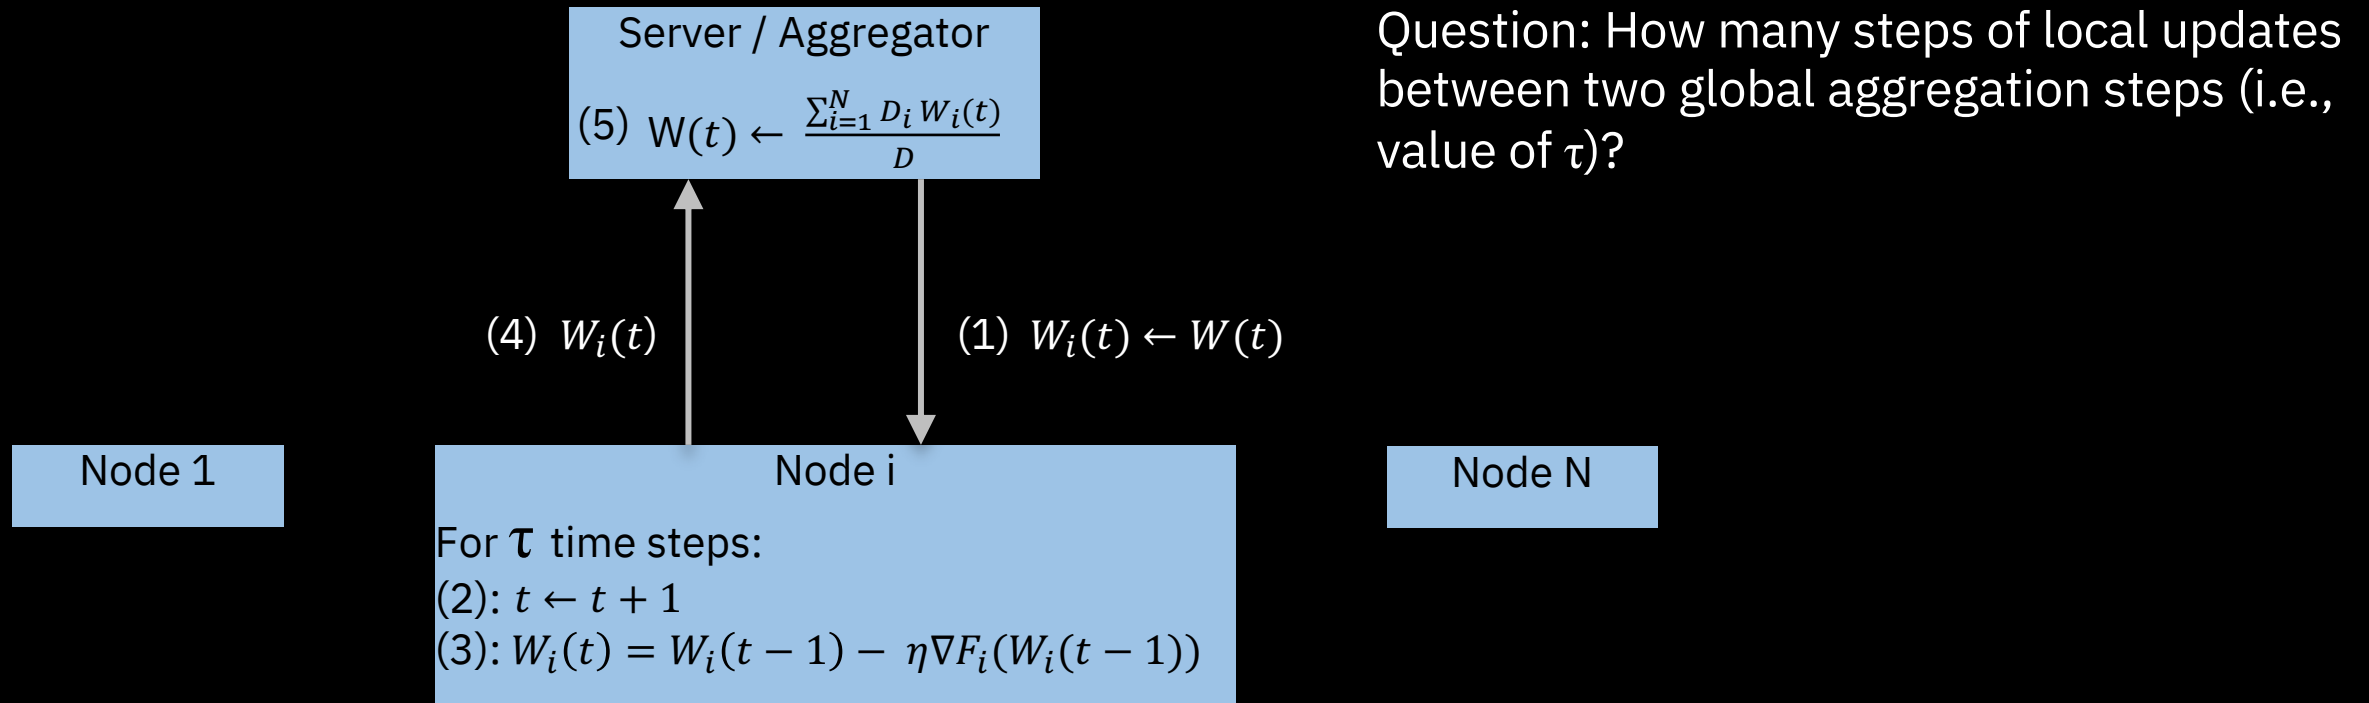 Server / Aggregator
(5) W(t) ← \frac{\sum_{i=1}^{N} D_i W_i(t)}{D}
Question: How many steps of local updates
between two global aggregation steps (i.e.,
value of τ)?
(4) W_i(t)
(1) W_i(t) ← W(t)
Node 1
Node i
For τ time steps:
(2): t ← t + 1
(3): W_i(t) = W_i(t − 1) − η∇F_i(W_i(t − 1))
Node N